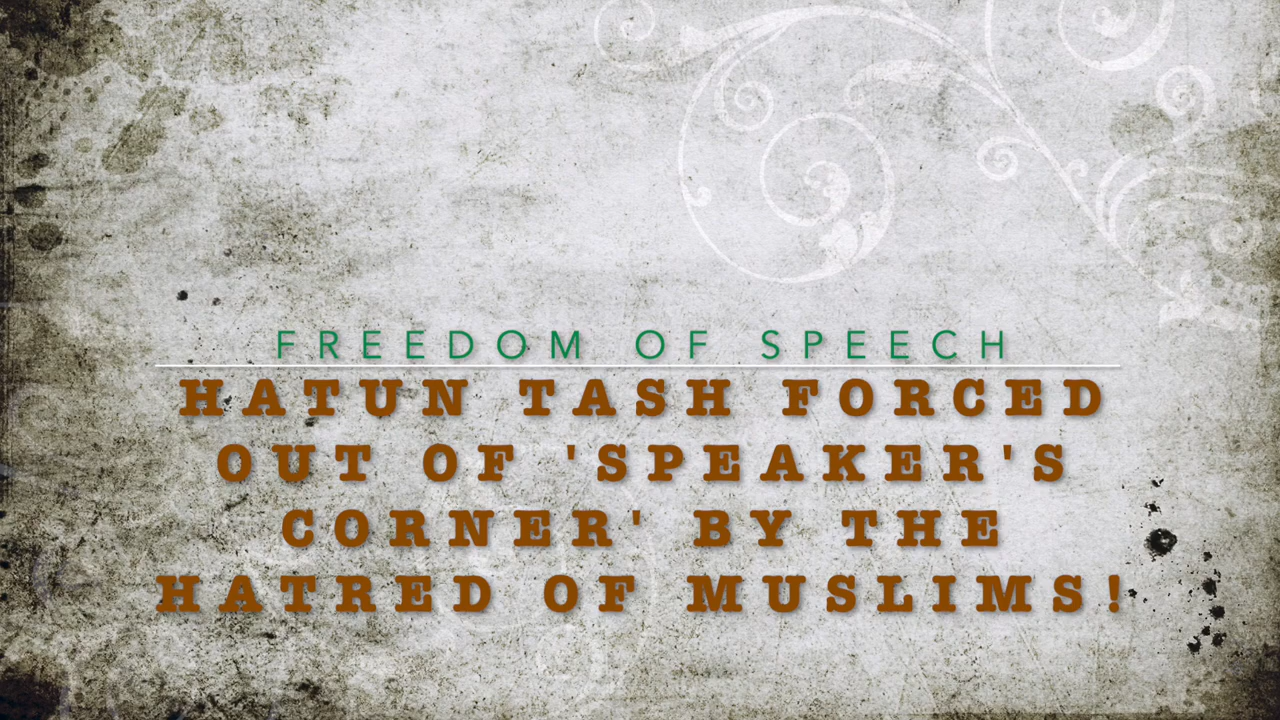 FREEDOM OF SPEECH
HATUN TASH FORCED
OUT OF 'SPEAKER'S
CORNER' BY THE
HATRED OF MUSLIMS!